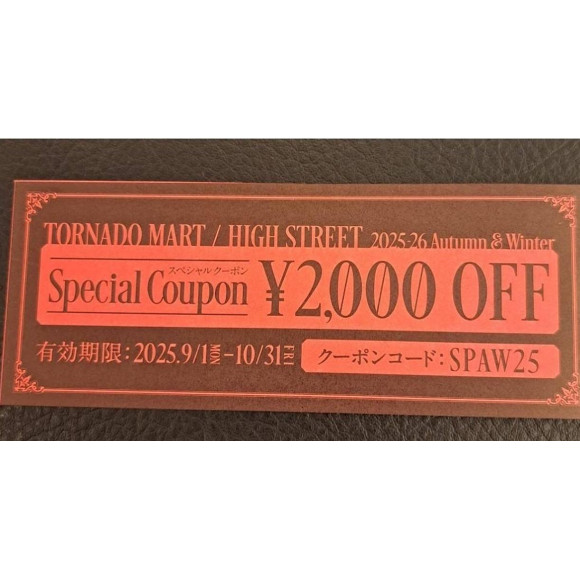 TORNADO MART / HIGH STREET 2025-26 Autumn & Winter
スペシャルクーポン
Special Coupon ¥2,000 OFF
有効期限：2025.9/1MON–10/31FRI
クーポンコード：SPAW25